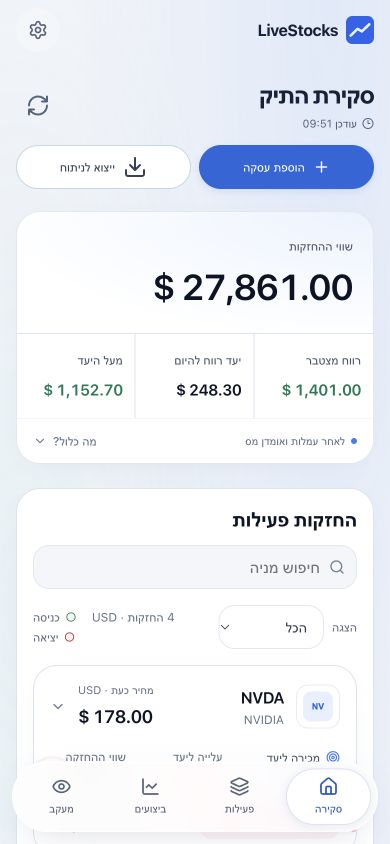 LiveStocks
סקירת התיק
עודכן 09:51
הוספת עסקה
ייצוא לניתוח
שווי ההחזקות
$ 27,861.00
רווח מצטבר
$ 1,401.00
יעד רווח להיום
$ 248.30
מעל היעד
$ 1,152.70
לאחר עמלות ואומדן מס
מה כלול?
החזקות פעילות
חיפוש מניה
הצגה
הכל
4 החזקות · USD
כניסה
יציאה
NV
NVDA
NVIDIA
מחיר כעת · USD
$ 178.00
מכירה ליעד
עלייה ליעד
שווי ההחזקה
סקירה
פעילות
ביצועים
מעקב